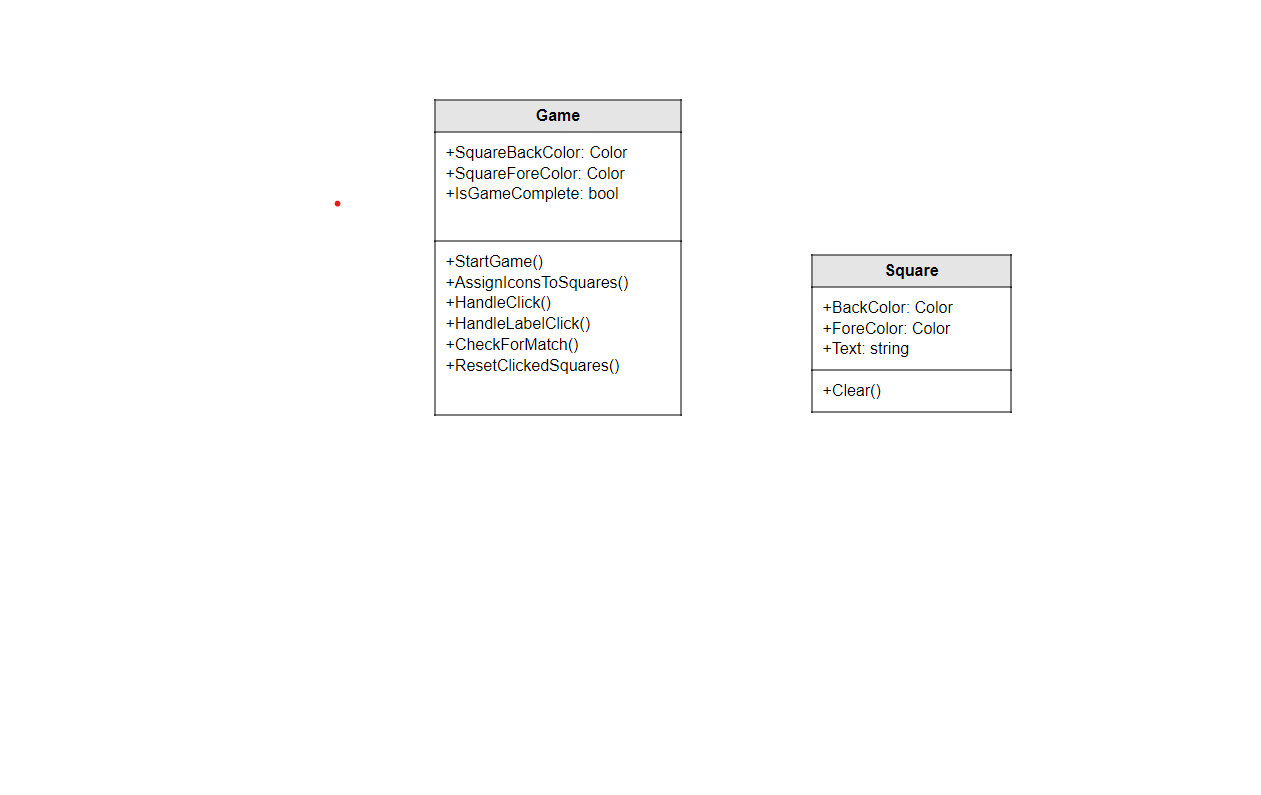 Game
+SquareBackColor: Color
+SquareForeColor: Color
+IsGameComplete: bool
+StartGame()
+AssignIconsToSquares()
+HandleClick()
+HandleLabelClick()
+CheckForMatch()
+ResetClickedSquares()
Square
+BackColor: Color
+ForeColor: Color
+Text: string
+Clear()